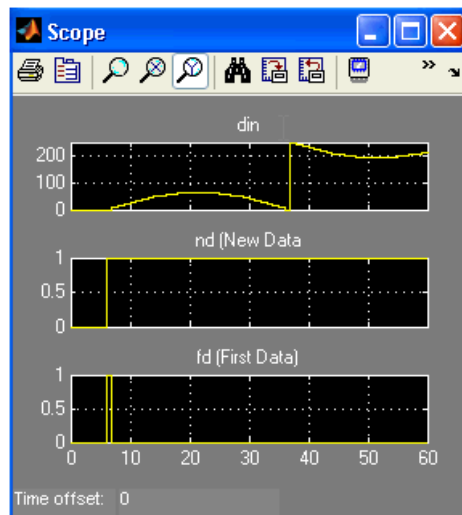 Scope
»
din
200
100
0
nd (New Data
1
0.5
0
fd (First Data)
1
0.5
0
0 10 20 30 40 50 60
Time offset: 0